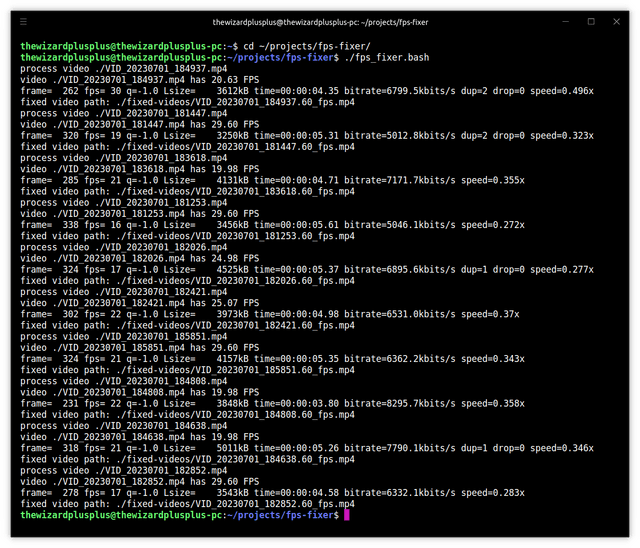 thewizardplusplus@thewizardplusplus-pc: ~/projects/fps-fixer
thewizardplusplus@thewizardplusplus-pc:~$ cd ~/projects/fps-fixer/
thewizardplusplus@thewizardplusplus-pc:~/projects/fps-fixer$ ./fps_fixer.bash
process video ./VID_20230701_184937.mp4
video ./VID_20230701_184937.mp4 has 20.63 FPS
frame=  262 fps= 30 q=-1.0 Lsize=    3612kB time=00:00:04.35 bitrate=6799.5kbits/s dup=2 drop=0 speed=0.496x
fixed video path: ./fixed-videos/VID_20230701_184937.60_fps.mp4
process video ./VID_20230701_181447.mp4
video ./VID_20230701_181447.mp4 has 29.60 FPS
frame=  320 fps= 19 q=-1.0 Lsize=    3250kB time=00:00:05.31 bitrate=5012.8kbits/s dup=2 drop=0 speed=0.323x
fixed video path: ./fixed-videos/VID_20230701_181447.60_fps.mp4
process video ./VID_20230701_183618.mp4
video ./VID_20230701_183618.mp4 has 19.98 FPS
frame=  285 fps= 21 q=-1.0 Lsize=    4131kB time=00:00:04.71 bitrate=7171.7kbits/s speed=0.355x
fixed video path: ./fixed-videos/VID_20230701_183618.60_fps.mp4
process video ./VID_20230701_181253.mp4
video ./VID_20230701_181253.mp4 has 29.60 FPS
frame=  338 fps= 16 q=-1.0 Lsize=    3456kB time=00:00:05.61 bitrate=5046.1kbits/s speed=0.272x
fixed video path: ./fixed-videos/VID_20230701_181253.60_fps.mp4
process video ./VID_20230701_182026.mp4
video ./VID_20230701_182026.mp4 has 24.98 FPS
frame=  324 fps= 17 q=-1.0 Lsize=    4525kB time=00:00:05.37 bitrate=6895.6kbits/s dup=1 drop=0 speed=0.277x
fixed video path: ./fixed-videos/VID_20230701_182026.60_fps.mp4
process video ./VID_20230701_182421.mp4
video ./VID_20230701_182421.mp4 has 25.07 FPS
frame=  302 fps= 22 q=-1.0 Lsize=    3973kB time=00:00:04.98 bitrate=6531.0kbits/s speed=0.37x
fixed video path: ./fixed-videos/VID_20230701_182421.60_fps.mp4
process video ./VID_20230701_185851.mp4
video ./VID_20230701_185851.mp4 has 29.60 FPS
frame=  324 fps= 21 q=-1.0 Lsize=    4157kB time=00:00:05.35 bitrate=6362.2kbits/s speed=0.343x
fixed video path: ./fixed-videos/VID_20230701_185851.60_fps.mp4
process video ./VID_20230701_184808.mp4
video ./VID_20230701_184808.mp4 has 19.98 FPS
frame=  231 fps= 22 q=-1.0 Lsize=    3848kB time=00:00:03.80 bitrate=8295.7kbits/s speed=0.358x
fixed video path: ./fixed-videos/VID_20230701_184808.60_fps.mp4
process video ./VID_20230701_184638.mp4
video ./VID_20230701_184638.mp4 has 19.98 FPS
frame=  318 fps= 21 q=-1.0 Lsize=    5011kB time=00:00:05.26 bitrate=7790.1kbits/s dup=1 drop=0 speed=0.346x
fixed video path: ./fixed-videos/VID_20230701_184638.60_fps.mp4
process video ./VID_20230701_182852.mp4
video ./VID_20230701_182852.mp4 has 29.60 FPS
frame=  278 fps= 17 q=-1.0 Lsize=    3543kB time=00:00:04.58 bitrate=6332.1kbits/s speed=0.283x
fixed video path: ./fixed-videos/VID_20230701_182852.60_fps.mp4
thewizardplusplus@thewizardplusplus-pc:~/projects/fps-fixer$